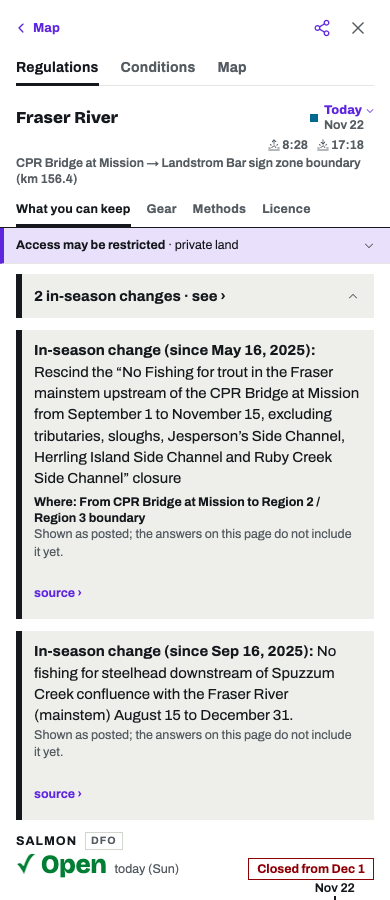 Map
Regulations Conditions Map
Fraser River
Today
Nov 22
8:28 17:18
CPR Bridge at Mission → Landstrom Bar sign zone boundary
(km 156.4)
What you can keep Gear Methods Licence
Access may be restricted · private land
2 in-season changes · see ›
In-season change (since May 16, 2025):
Rescind the “No Fishing for trout in the Fraser
mainstem upstream of the CPR Bridge at Mission
from September 1 to November 15, excluding
tributaries, sloughs, Jesperson’s Side Channel,
Herrling Island Side Channel and Ruby Creek
Side Channel” closure
Where: From CPR Bridge at Mission to Region 2 /
Region 3 boundary
Shown as posted; the answers on this page do not include
it yet.
source ›
In-season change (since Sep 16, 2025): No
fishing for steelhead downstream of Spuzzum
Creek confluence with the Fraser River
(mainstem) August 15 to December 31.
Shown as posted; the answers on this page do not include
it yet.
source ›
SALMON DFO
✓ Open today (Sun) Closed from Dec 1
Nov 22